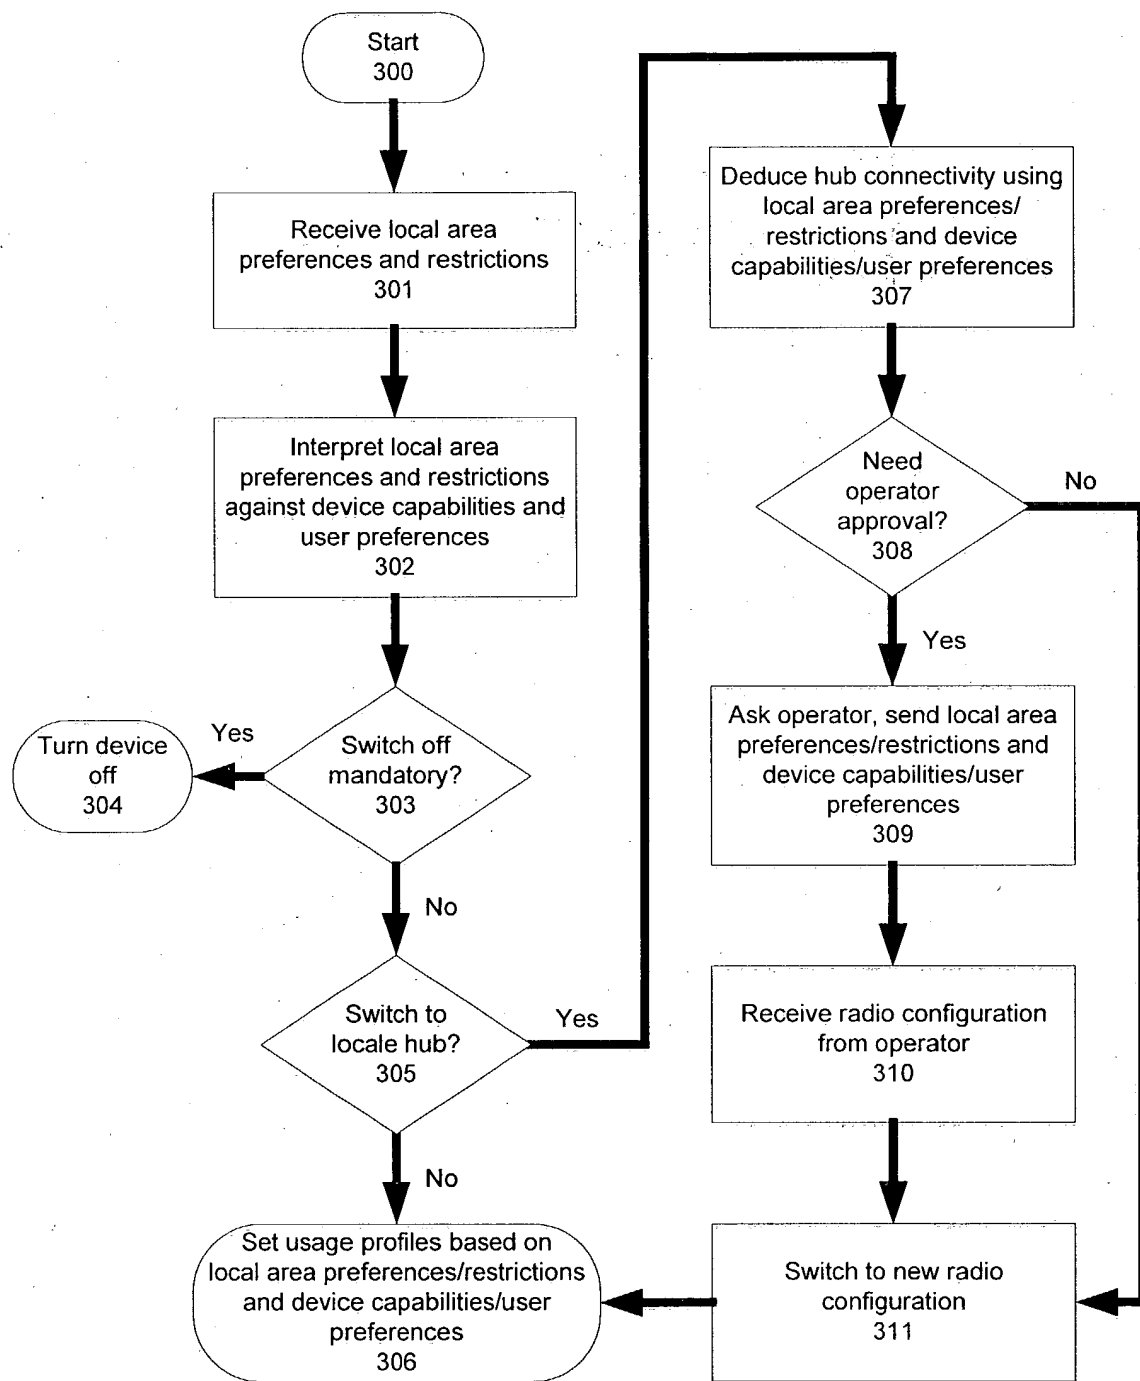 Start
300
Receive local area
preferences and restrictions
301
Interpret local area
preferences and restrictions
against device capabilities and
user preferences
302
Switch off
mandatory?
303
Yes
Turn device
off
304
No
Switch to
locale hub?
305
Yes
No
Set usage profiles based on
local area preferences/restrictions
and device capabilities/user
preferences
306
Deduce hub connectivity using
local area preferences/
restrictions and device
capabilities/user preferences
307
Need
operator
approval?
308
No
Yes
Ask operator, send local area
preferences/restrictions and
device capabilities/user
preferences
309
Receive radio configuration
from operator
310
Switch to new radio
configuration
311